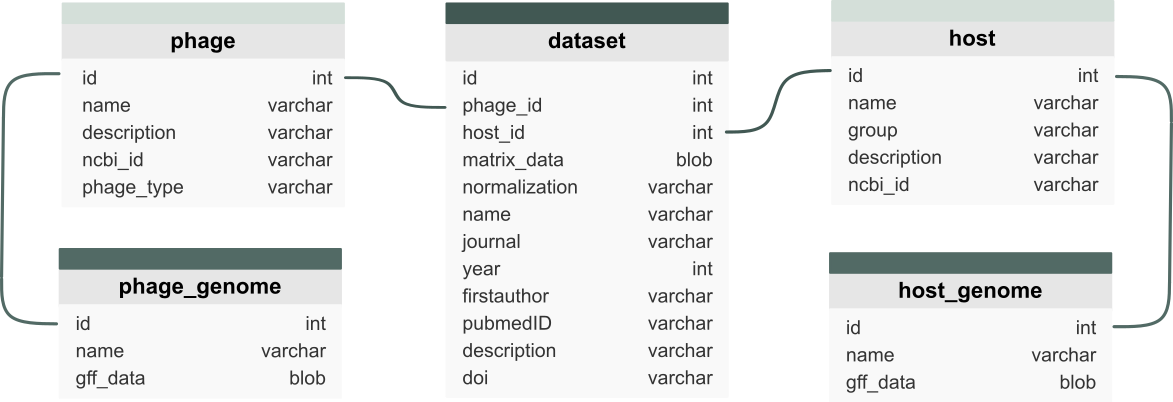 phage
id int
name varchar
description varchar
ncbi_id varchar
phage_type varchar
phage_genome
id int
name varchar
gff_data blob
dataset
id int
phage_id int
host_id int
matrix_data blob
normalization varchar
name varchar
journal varchar
year int
firstauthor varchar
pubmedID varchar
description varchar
doi varchar
host
id int
name varchar
group varchar
description varchar
ncbi_id varchar
host_genome
id int
name varchar
gff_data blob